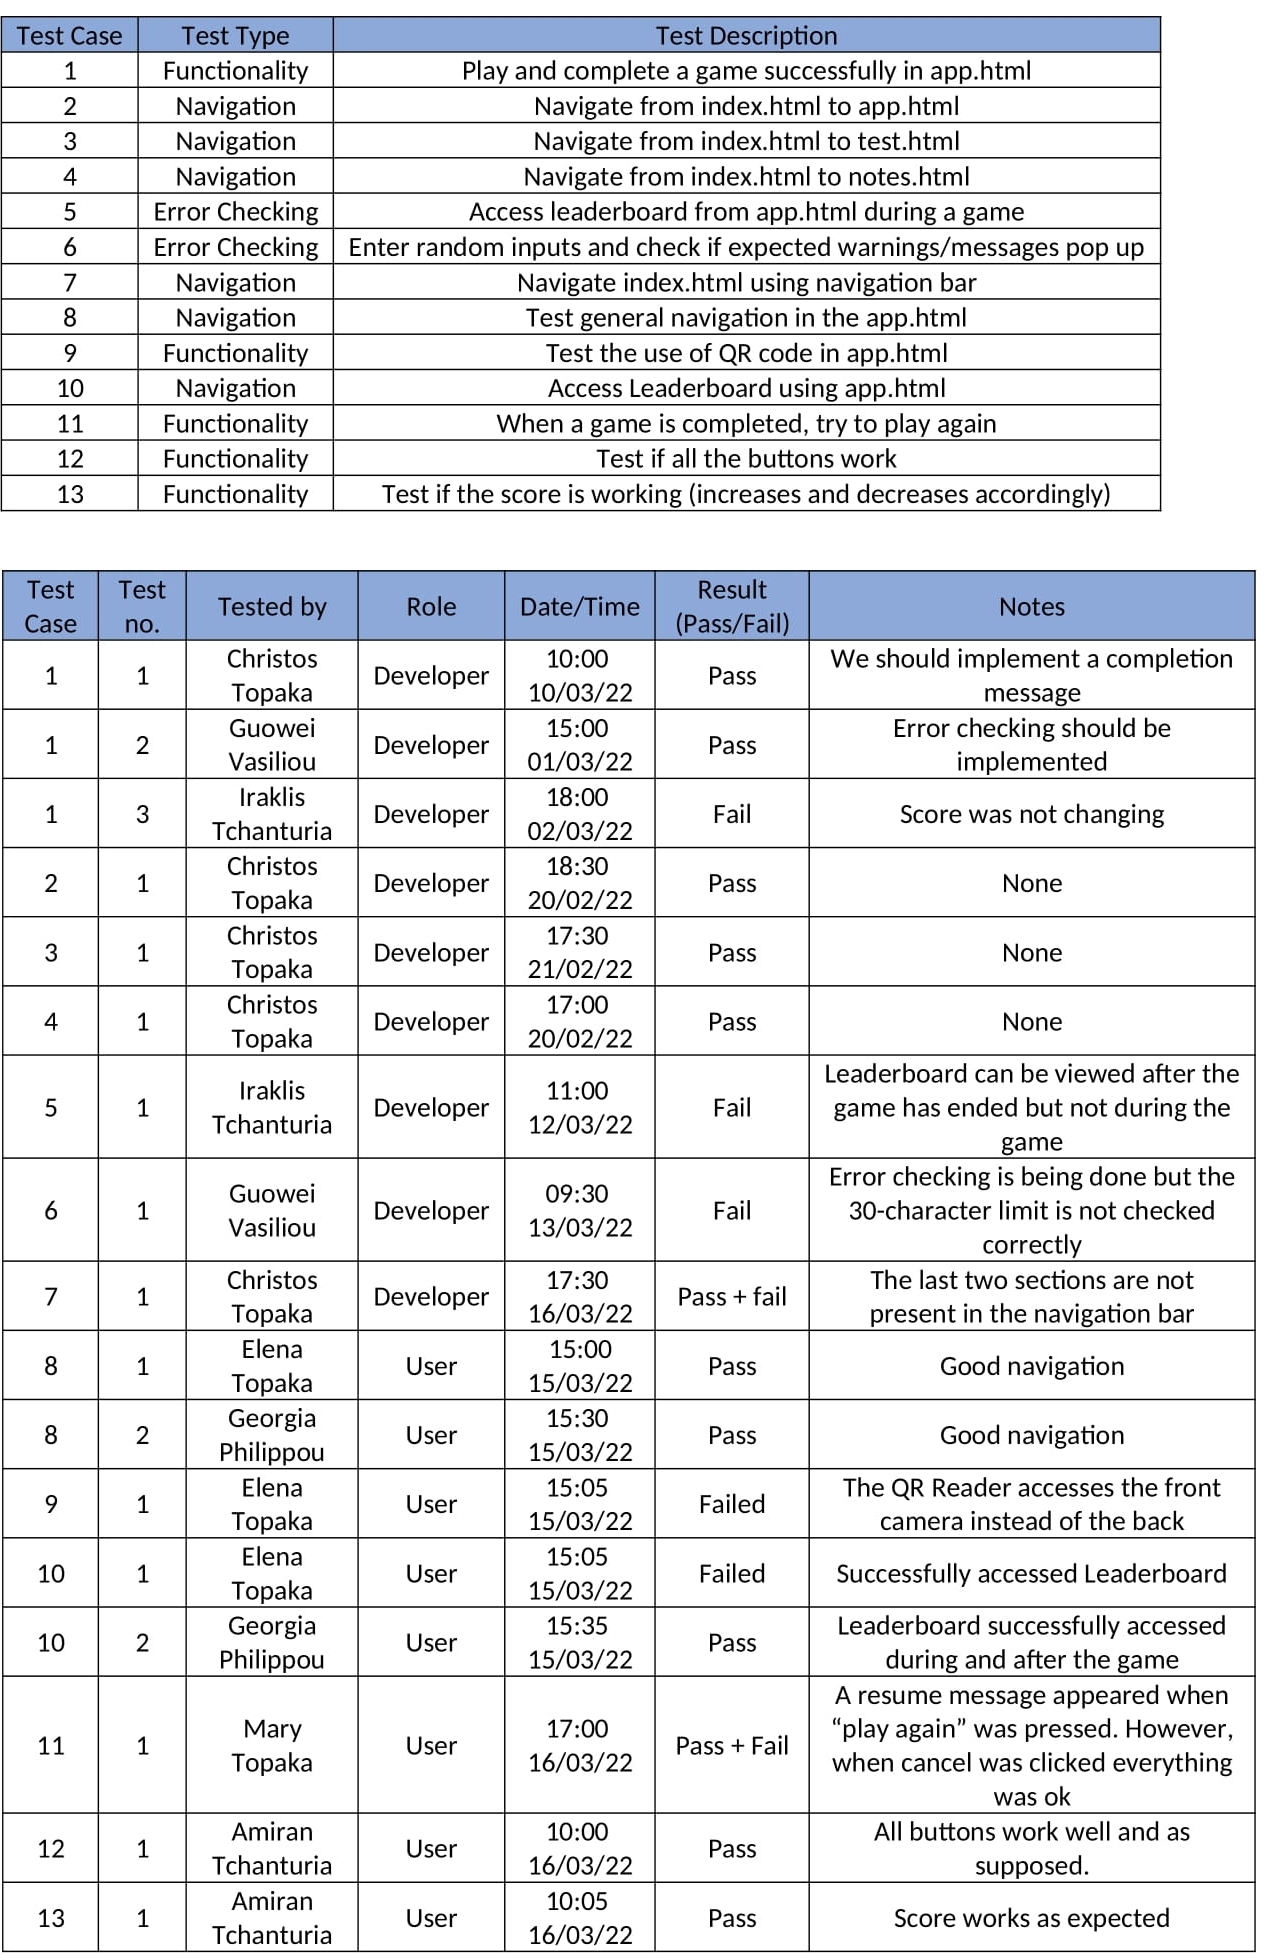 Test Case Test Type Test Description
1 Functionality Play and complete a game successfully in app.html
2 Navigation Navigate from index.html to app.html
3 Navigation Navigate from index.html to test.html
4 Navigation Navigate from index.html to notes.html
5 Error Checking Access leaderboard from app.html during a game
6 Error Checking Enter random inputs and check if expected warnings/messages pop up
7 Navigation Navigate index.html using navigation bar
8 Navigation Test general navigation in the app.html
9 Functionality Test the use of QR code in app.html
10 Navigation Access Leaderboard using app.html
11 Functionality When a game is completed, try to play again
12 Functionality Test if all the buttons work
13 Functionality Test if the score is working (increases and decreases accordingly)
Test Case
Test no.
Tested by
Role
Date/Time
Result
(Pass/Fail)
Notes
1
1
Christos
Topaka
Developer
10:00
10/03/22
Pass
We should implement a completion
message
1
2
Guowei
Vasiliou
Developer
15:00
01/03/22
Pass
Error checking should be
implemented
1
3
Iraklis
Tchanturia
Developer
18:00
02/03/22
Fail
Score was not changing
2
1
Christos
Topaka
Developer
18:30
20/02/22
Pass
None
3
1
Christos
Topaka
Developer
17:30
21/02/22
Pass
None
4
1
Christos
Topaka
Developer
17:00
20/02/22
Pass
None
5
1
Iraklis
Tchanturia
Developer
11:00
12/03/22
Fail
Leaderboard can be viewed after the
game has ended but not during the
game
6
1
Guowei
Vasiliou
Developer
09:30
13/03/22
Fail
Error checking is being done but the
30-character limit is not checked
correctly
7
1
Christos
Topaka
Developer
17:30
16/03/22
Pass + fail
The last two sections are not
present in the navigation bar
8
1
Elena
Topaka
User
15:00
15/03/22
Pass
Good navigation
8
2
Georgia
Philippou
User
15:30
15/03/22
Pass
Good navigation
9
1
Elena
Topaka
User
15:05
15/03/22
Failed
The QR Reader accesses the front
camera instead of the back
10
1
Elena
Topaka
User
15:05
15/03/22
Failed
Successfully accessed Leaderboard
10
2
Georgia
Philippou
User
15:35
15/03/22
Pass
Leaderboard successfully accessed
during and after the game
11
1
Mary
Topaka
User
17:00
16/03/22
Pass + Fail
A resume message appeared when
“play again” was pressed. However,
when cancel was clicked everything
was ok
12
1
Amiran
Tchanturia
User
10:00
16/03/22
Pass
All buttons work well and as
supposed.
13
1
Amiran
Tchanturia
User
10:05
16/03/22
Pass
Score works as expected